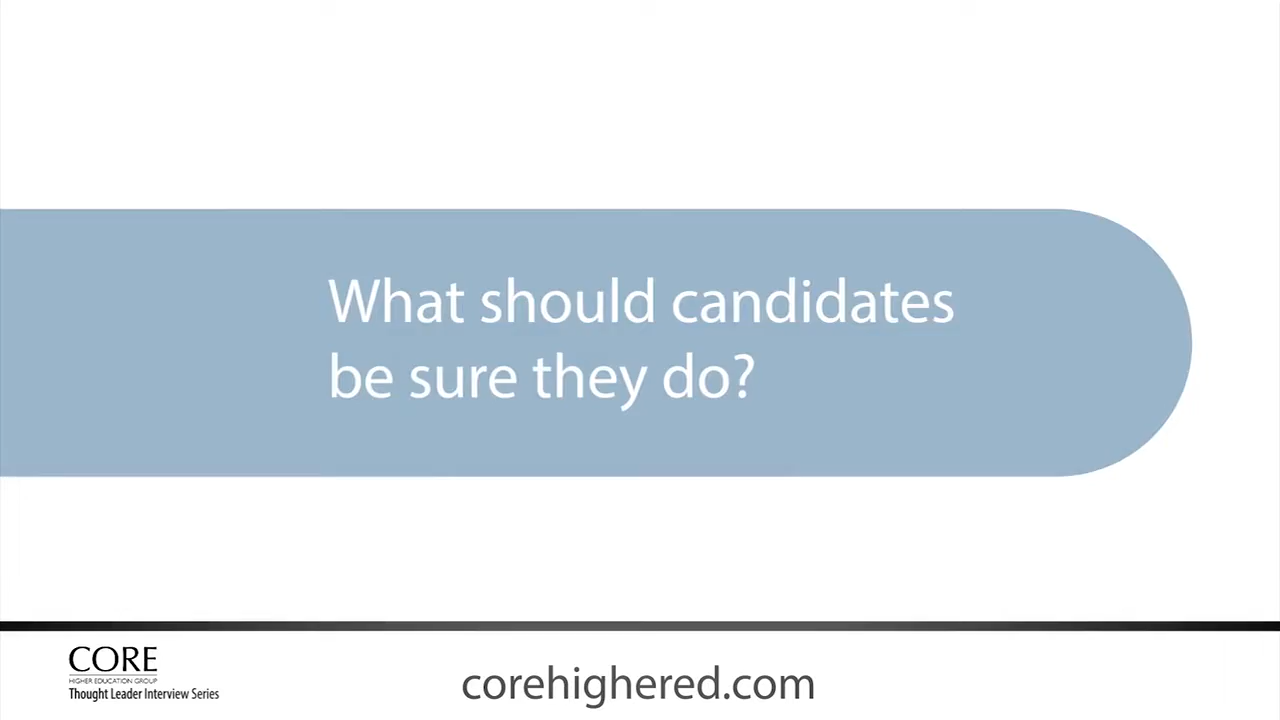 What should candidates
be sure they do?
CORE
HIGHER EDUCATION GROUP
Thought Leader Interview Series
corehighered.com